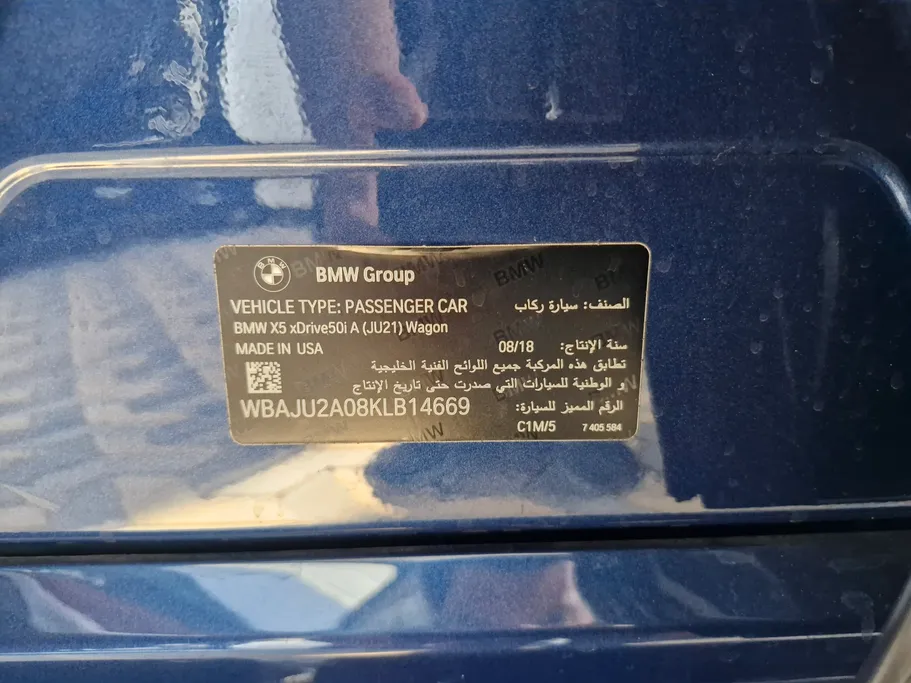 BMW
BMW Group
VEHICLE TYPE: PASSENGER CAR الصنف: سيارة ركاب
BMW X5 xDrive50i A (JU21) Wagon
MADE IN USA 08/18 سنة الإنتاج:
تطابق هذه المركبة جميع اللوائح الفنية الخليجية
و الوطنية للسيارات التي صدرت حتى تاريخ الإنتاج
WBAJU2A08KLB14669 الرقم المميز للسيارة:
C1M/5 7 405 584